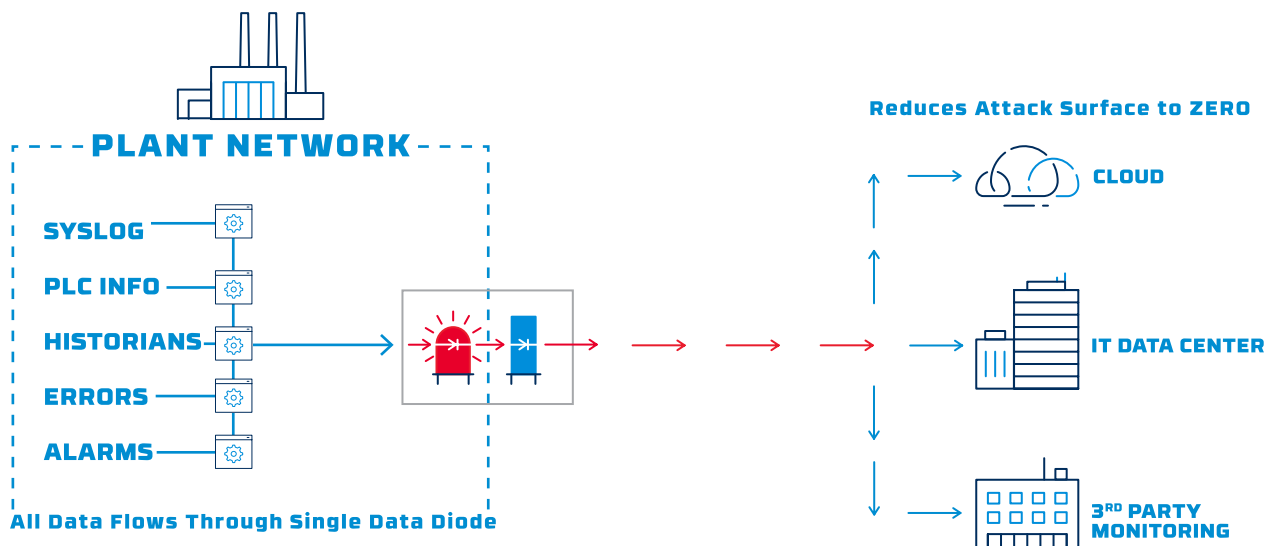 PLANT NETWORK
SYSLOG
PLC INFO
HISTORIANS
ERRORS
ALARMS
All Data Flows Through Single Data Diode
Reduces Attack Surface to ZERO
CLOUD
IT DATA CENTER
3RD PARTY
MONITORING